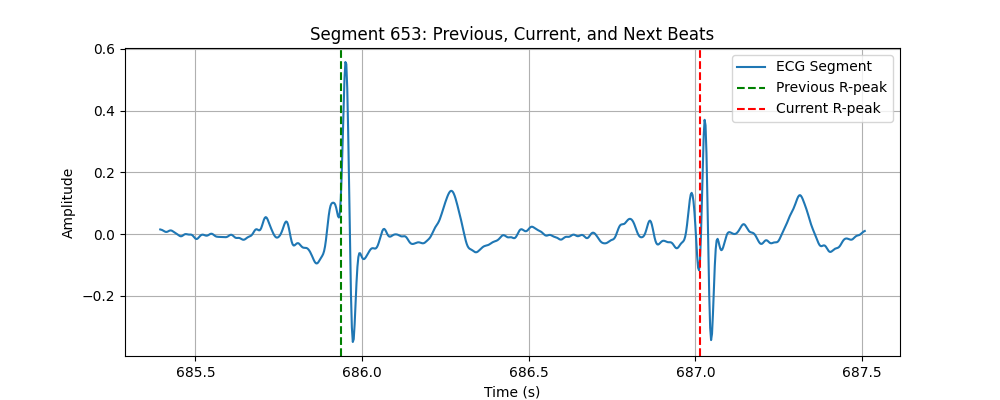 Segment 653: Previous, Current, and Next Beats
ECG Segment
Previous R-peak
Current R-peak
0.6
0.4
0.2
0.0
−0.2
Amplitude
685.5 686.0 686.5 687.0 687.5
Time (s)